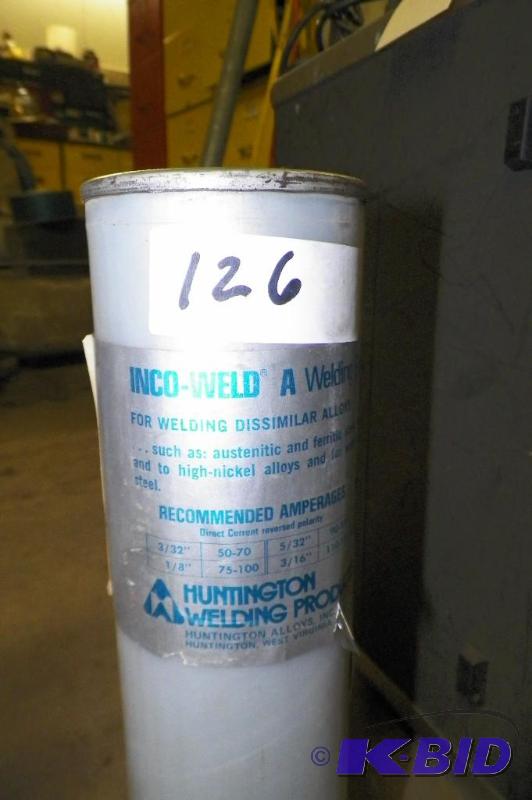 126
INCO-WELD® A Welding
FOR WELDING DISSIMILAR ALLOYS
... such as: austenitic and ferritic
and to high-nickel alloys and for
steel.
RECOMMENDED AMPERAGES
Direct Current reversed polarity
3/32" 50-70 5/32"
1/8" 75-100 3/16"
HUNTINGTON
WELDING PRODU
HUNTINGTON ALLOYS, INC.
HUNTINGTON, WEST VIRGINIA
© K-BID